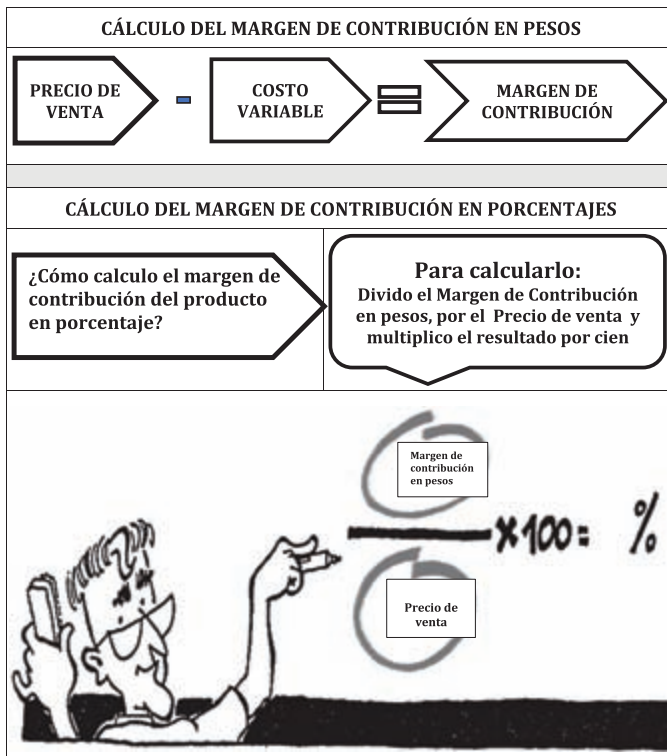 CÁLCULO DEL MARGEN DE CONTRIBUCIÓN EN PESOS
PRECIO DE
VENTA
-
COSTO
VARIABLE
=
MARGEN DE
CONTRIBUCIÓN
CÁLCULO DEL MARGEN DE CONTRIBUCIÓN EN PORCENTAJES
¿Cómo calculo el margen de
contribución del producto
en porcentaje?
Para calcularlo:
Divido el Margen de Contribución
en pesos, por el Precio de venta y
multiplico el resultado por cien
Margen de
contribución
en pesos
x 100 = %
Precio de
venta